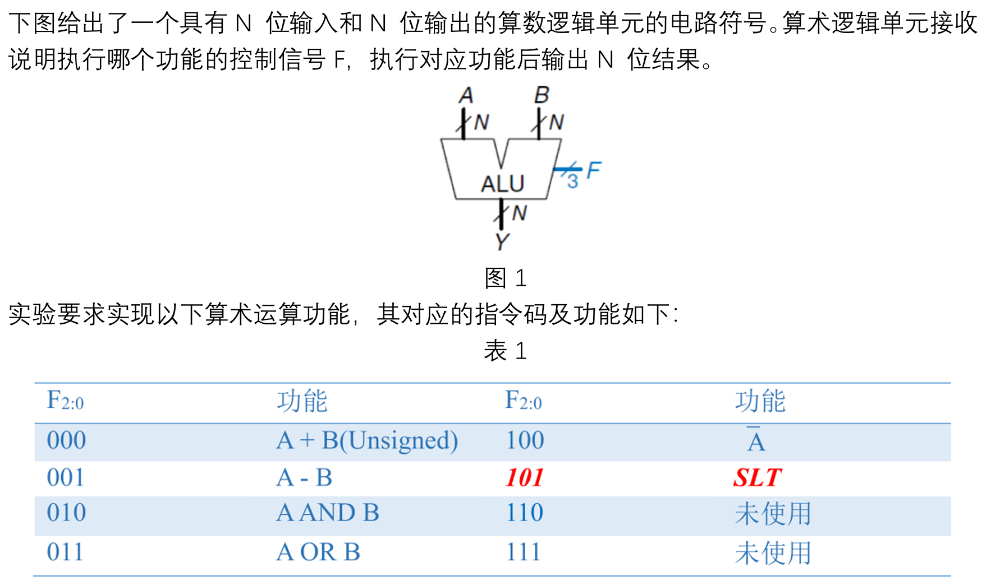 下图给出了一个具有 N 位输入和 N 位输出的算数逻辑单元的电路符号。算术逻辑单元接收
说明执行哪个功能的控制信号 F，执行对应功能后输出 N 位结果。
A B
N N
F
3
ALU
N
Y
图 1
实验要求实现以下算术运算功能，其对应的指令码及功能如下：
表 1
F2:0 功能 F2:0 功能
000 A + B(Unsigned) 100 A̅
001 A - B 101 SLT
010 A AND B 110 未使用
011 A OR B 111 未使用